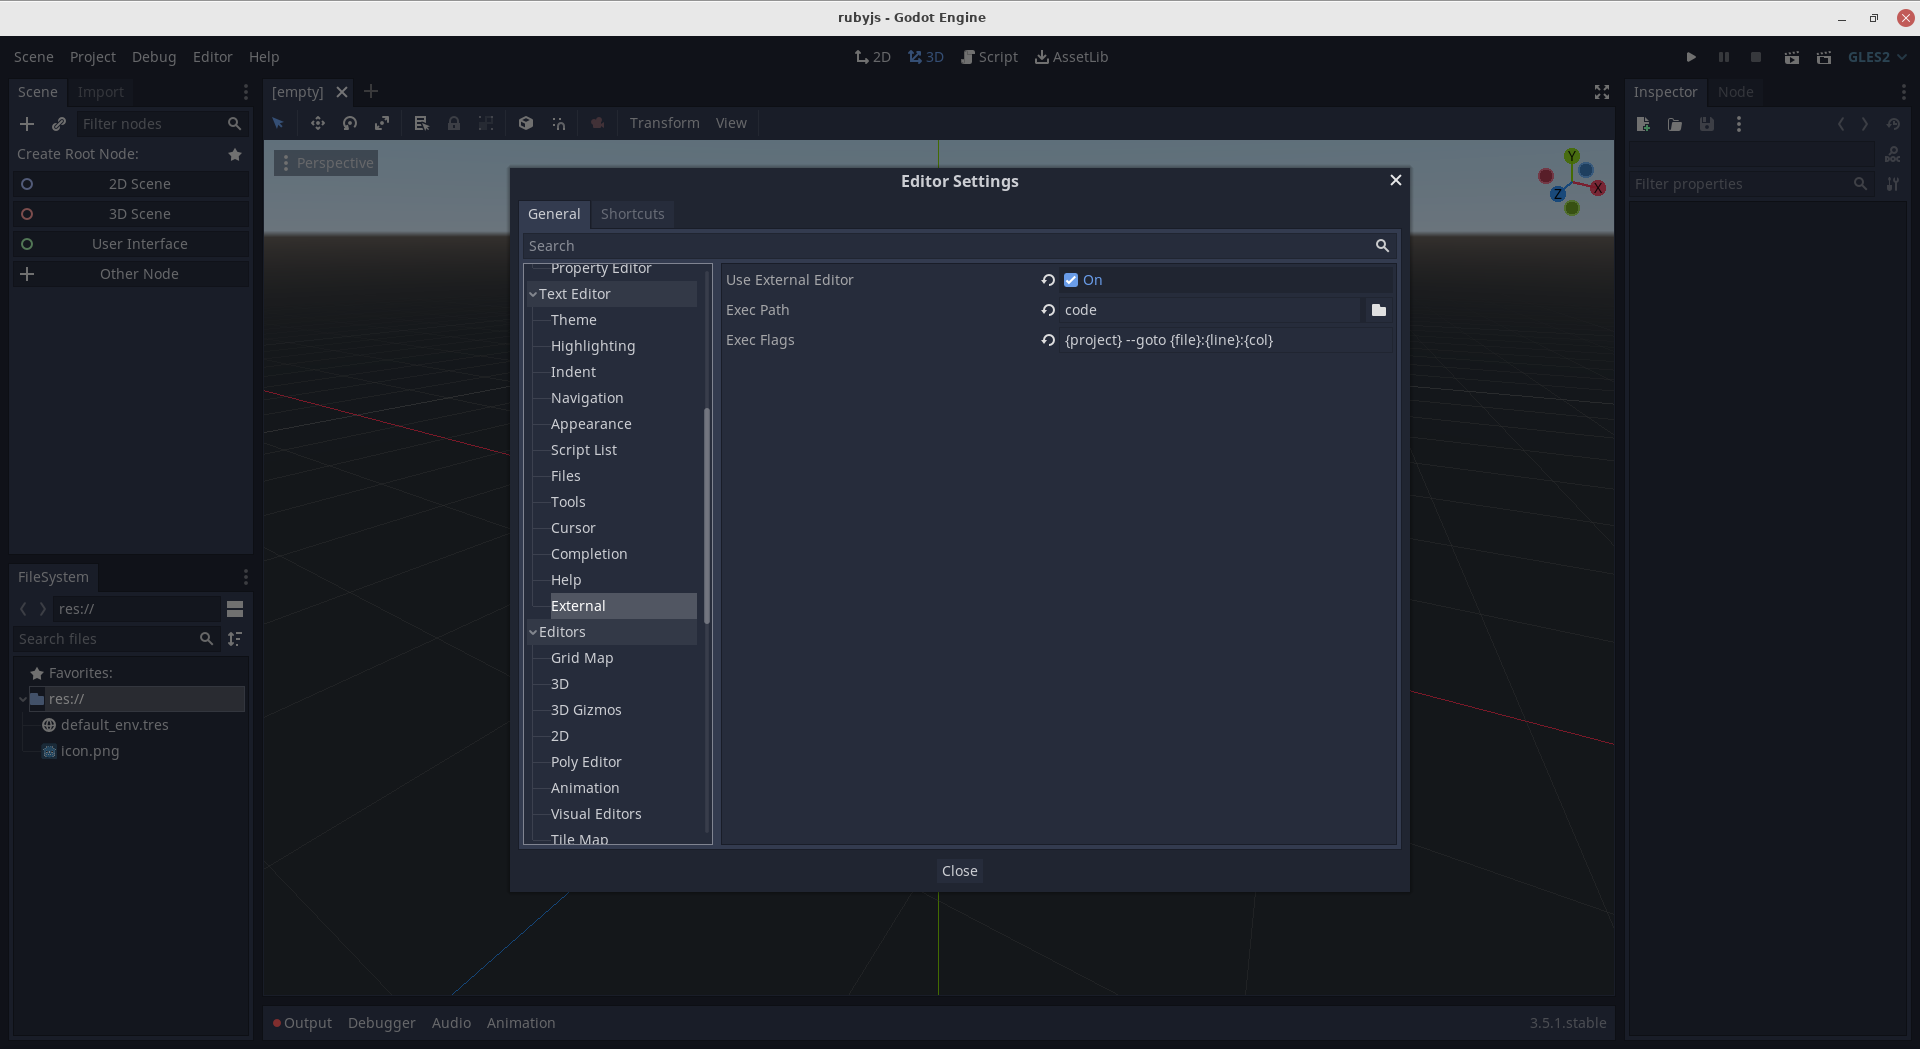 rubyjs - Godot Engine
Scene Project Debug Editor Help
2D 3D Script AssetLib
GLES2
Scene Import
Filter nodes
Create Root Node:
2D Scene
3D Scene
User Interface
Other Node
FileSystem
res://
Search files
Favorites:
res://
default_env.tres
icon.png
[empty]
Transform View
Perspective
Y
X
Z
Editor Settings
General Shortcuts
Search
Property Editor
Text Editor
Theme
Highlighting
Indent
Navigation
Appearance
Script List
Files
Tools
Cursor
Completion
Help
External
Editors
Grid Map
3D
3D Gizmos
2D
Poly Editor
Animation
Visual Editors
Tile Map
Use External Editor On
Exec Path code
Exec Flags {project} --goto {file}:{line}:{col}
Close
Output Debugger Audio Animation
3.5.1.stable
Inspector Node
DOC
Filter properties